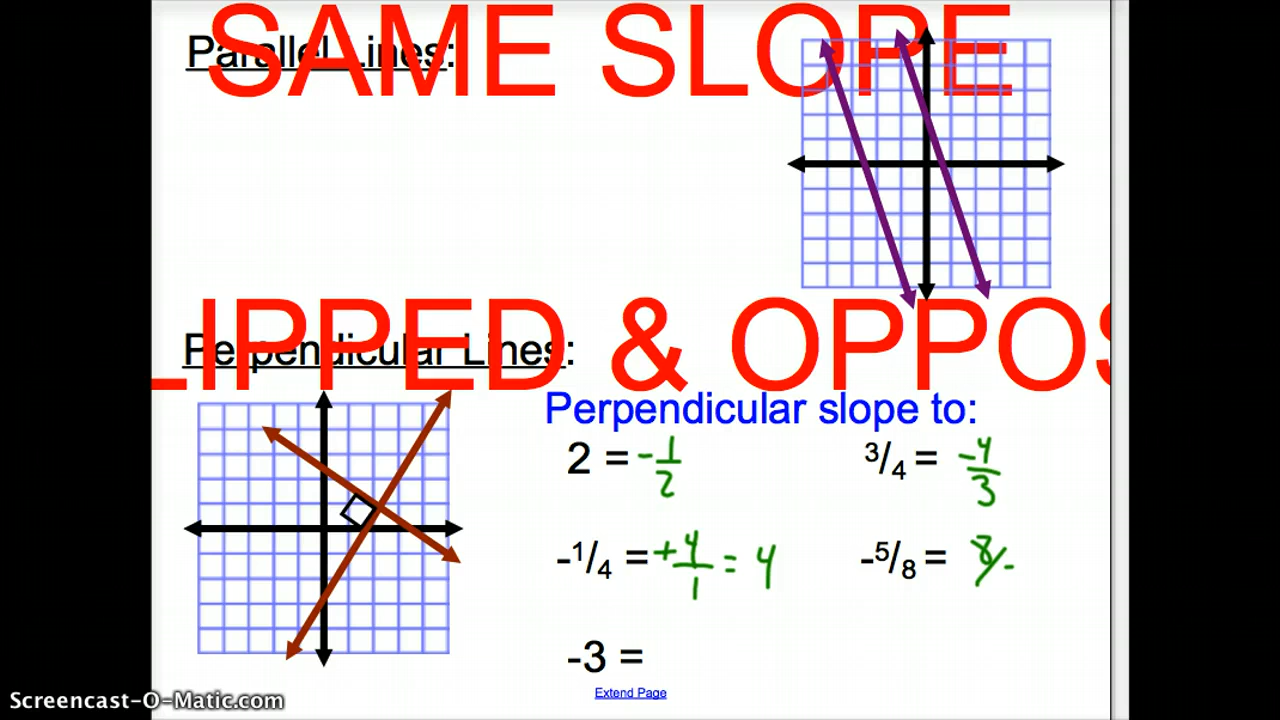 SAME SLOPE
Parallel Lines:
LIPPED & OPPOS
Perpendicular Lines:
Perpendicular slope to:
2 = -1/2
3/4 = -4/3
-1/4 = +4/1 = 4
-5/8 = 8/-
-3 =
Extend Page
Screencast-O-Matic.com